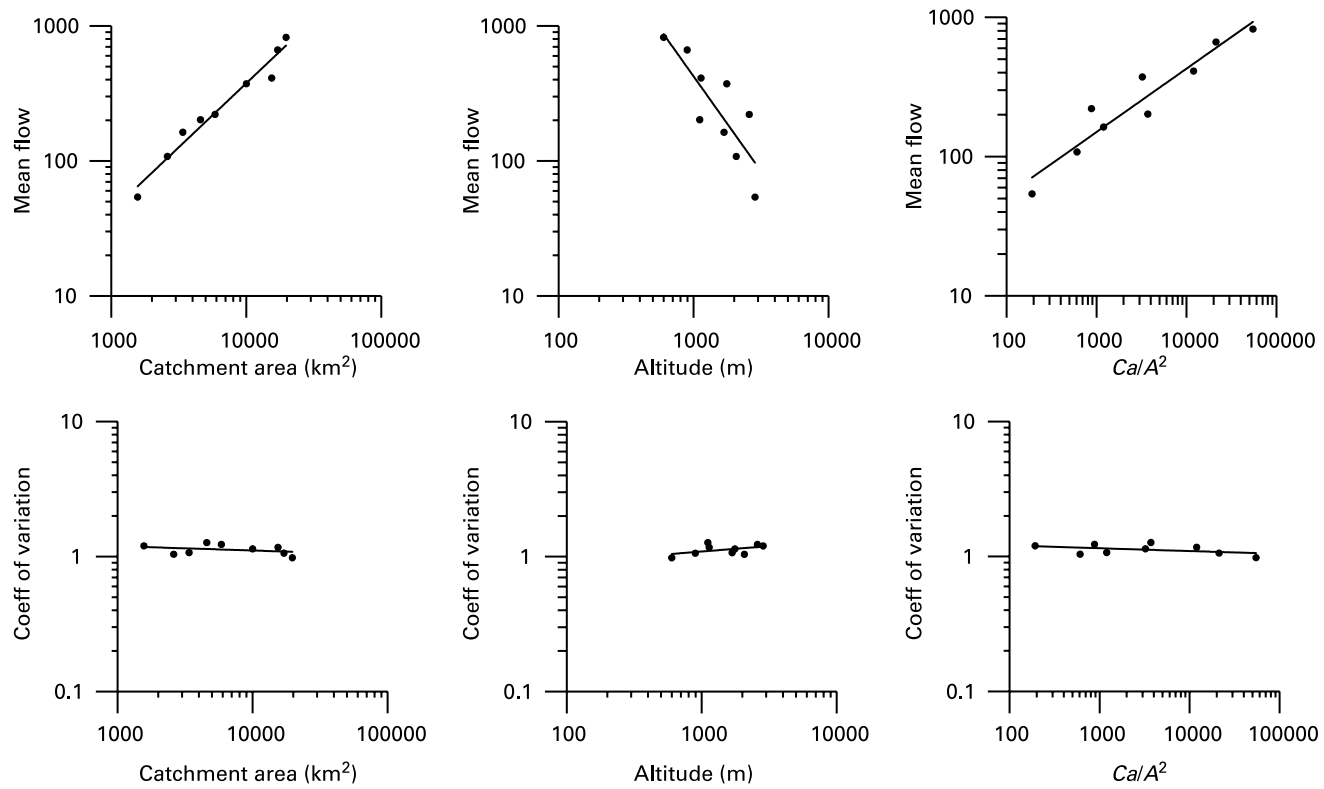 1000
100
10
Mean flow
1000 10000 100000
Catchment area (km²)
1000
100
10
Mean flow
100 1000 10000
Altitude (m)
1000
100
10
Mean flow
100 1000 10000 100000
Ca/A²
10
1
0.1
Coeff of variation
1000 10000 100000
Catchment area (km²)
10
1
0.1
Coeff of variation
100 1000 10000
Altitude (m)
10
1
0.1
Coeff of variation
100 1000 10000 100000
Ca/A²